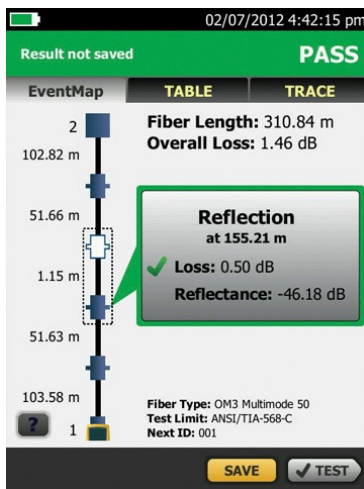 02/07/2012 4:42:15 pm
Result not saved
PASS
EventMap
TABLE
TRACE
2
Fiber Length: 310.84 m
Overall Loss: 1.46 dB
102.82 m
51.66 m
Reflection
at 155.21 m
Loss: 0.50 dB
Reflectance: -46.18 dB
1.15 m
51.63 m
103.58 m
Fiber Type: OM3 Multimode 50
Test Limit: ANSI/TIA-568-C
Next ID: 001
?
1
SAVE
TEST